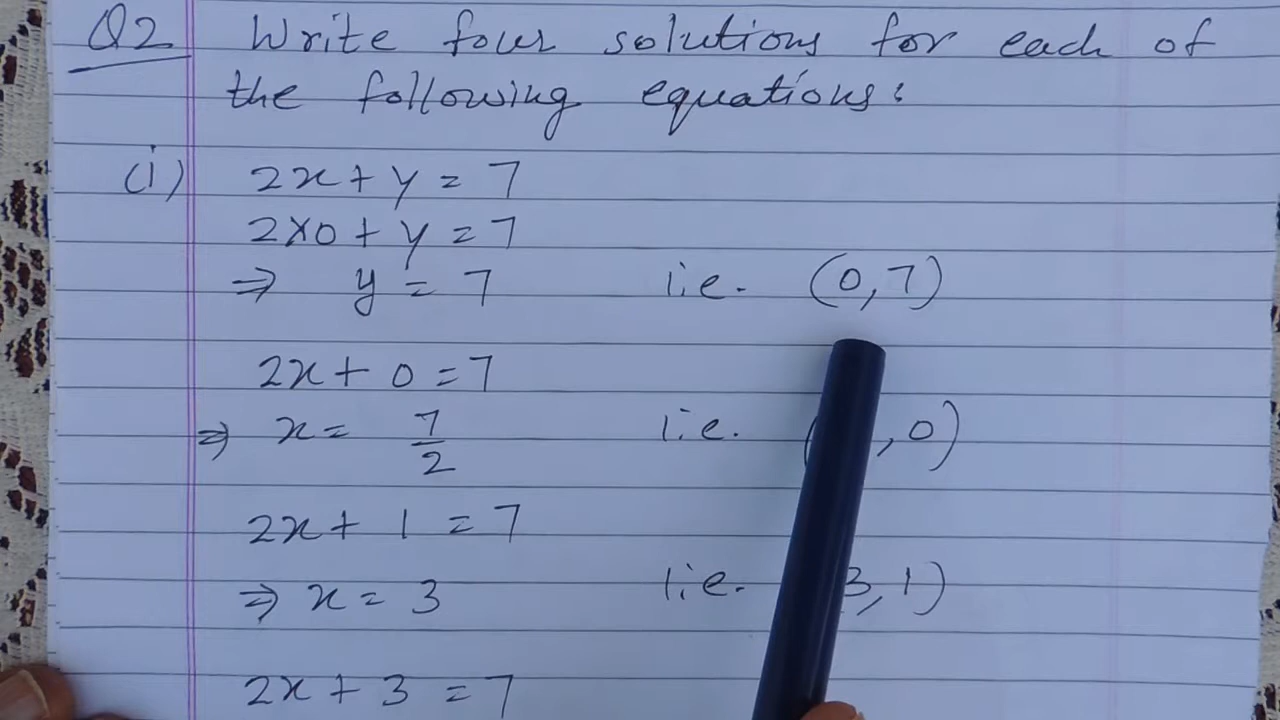 Q2 Write four solutions for each of
the following equations:
(i) 2x + y = 7
2×0 + y = 7
⇒ y = 7 i.e. (0,7)
2x + 0 = 7
⇒ x = 7/2 i.e. ( ,0)
2x + 1 = 7
⇒ x = 3 i.e. 3,1)
2x + 3 = 7